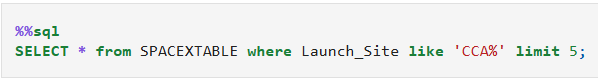 %%sql
SELECT * from SPACEXTABLE where Launch_Site like 'CCA%' limit 5;